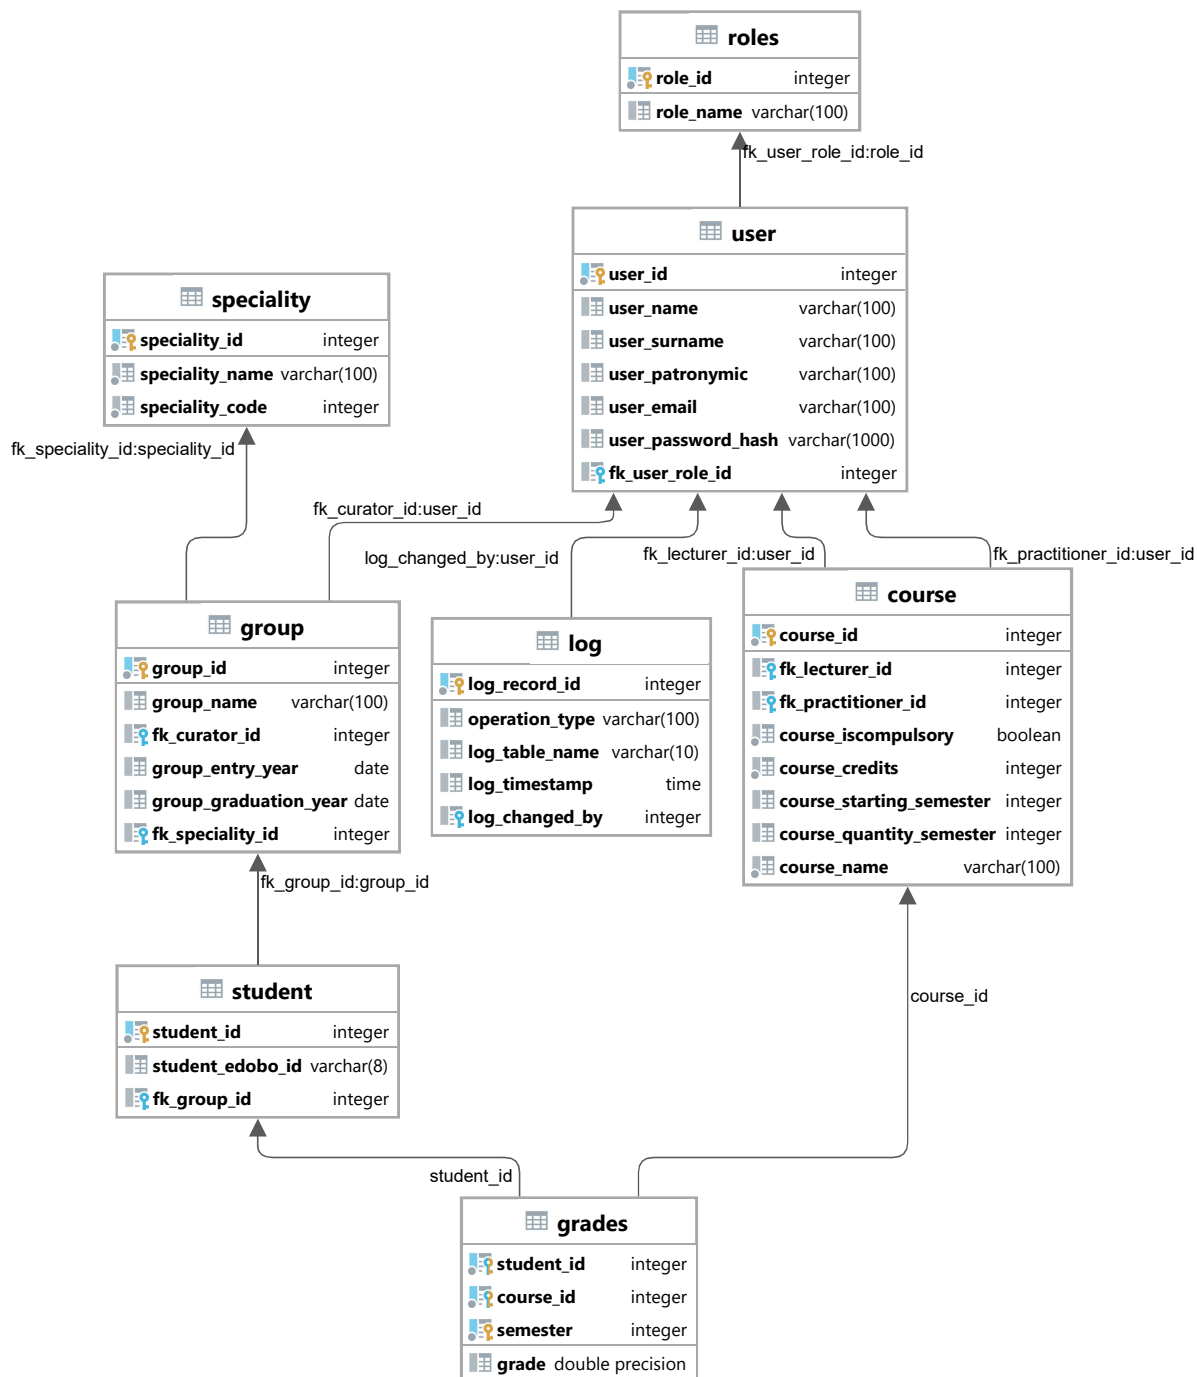 roles
role_id integer
role_name varchar(100)
fk_user_role_id:role_id
user
user_id integer
user_name varchar(100)
user_surname varchar(100)
user_patronymic varchar(100)
user_email varchar(100)
user_password_hash varchar(1000)
fk_user_role_id integer
speciality
speciality_id integer
speciality_name varchar(100)
speciality_code integer
fk_speciality_id:speciality_id
fk_curator_id:user_id
log_changed_by:user_id
fk_lecturer_id:user_id
fk_practitioner_id:user_id
group
group_id integer
group_name varchar(100)
fk_curator_id integer
group_entry_year date
group_graduation_year date
fk_speciality_id integer
log
log_record_id integer
operation_type varchar(100)
log_table_name varchar(10)
log_timestamp time
log_changed_by integer
course
course_id integer
fk_lecturer_id integer
fk_practitioner_id integer
course_iscompulsory boolean
course_credits integer
course_starting_semester integer
course_quantity_semester integer
course_name varchar(100)
fk_group_id:group_id
student
student_id integer
student_edobo_id varchar(8)
fk_group_id integer
course_id
student_id
grades
student_id integer
course_id integer
semester integer
grade double precision